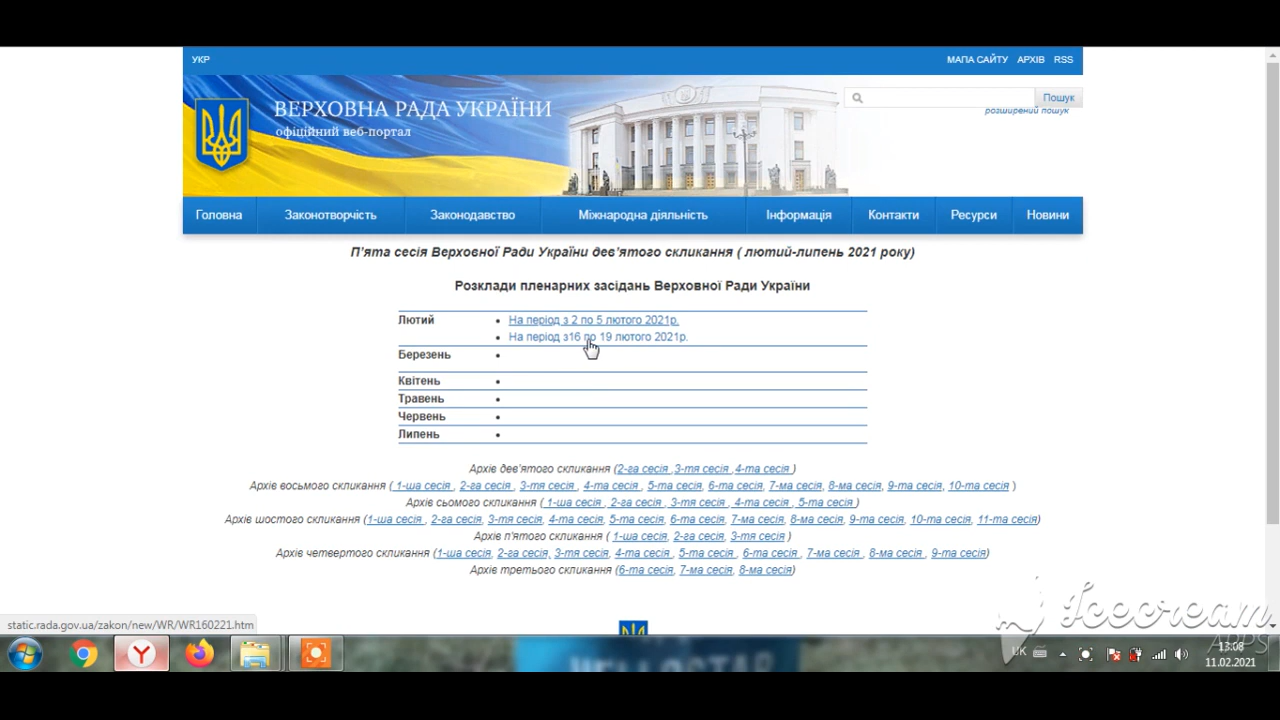 УКР
МАПА САЙТУ АРХІВ RSS
ВЕРХОВНА РАДА УКРАЇНИ
офіційний веб-портал
Пошук
розширений пошук
Головна Законотворчість Законодавство Міжнародна діяльність Інформація Контакти Ресурси Новини
П'ята сесія Верховної Ради України дев'ятого скликання ( лютий-липень 2021 року)
Розклади пленарних засідань Верховної Ради України
Лютий • На період з 2 по 5 лютого 2021р.
• На період з16 по 19 лютого 2021р.
Березень •
Квітень •
Травень •
Червень •
Липень •
Архів дев'ятого скликання (2-га сесія ,3-тя сесія ,4-та сесія )
Архів восьмого скликання ( 1-ша сесія , 2-га сесія , 3-тя сесія , 4-та сесія , 5-та сесія, 6-та сесія, 7-ма сесія, 8-ма сесія, 9-та сесія, 10-та сесія )
Архів сьомого скликання ( 1-ша сесія , 2-га сесія , 3-тя сесія , 4-та сесія , 5-та сесія )
Архів шостого скликання (1-ша сесія , 2-га сесія, 3-тя сесія, 4-та сесія, 5-та сесія, 6-та сесія, 7-ма сесія, 8-ма сесія, 9-та сесія, 10-та сесія, 11-та сесія)
Архів п'ятого скликання ( 1-ша сесія, 2-га сесія, 3-тя сесія )
Архів четвертого скликання (1-ша сесія, 2-га сесія, 3-тя сесія, 4-та сесія , 5-та сесія , 6-та сесія , 7-ма сесія , 8-ма сесія , 9-та сесія)
Архів третього скликання (6-та сесія, 7-ма сесія, 8-ма сесія)
static.rada.gov.ua/zakon/new/WR/WR160221.htm
Icecream
APPS
UK
13:08
11.02.2021